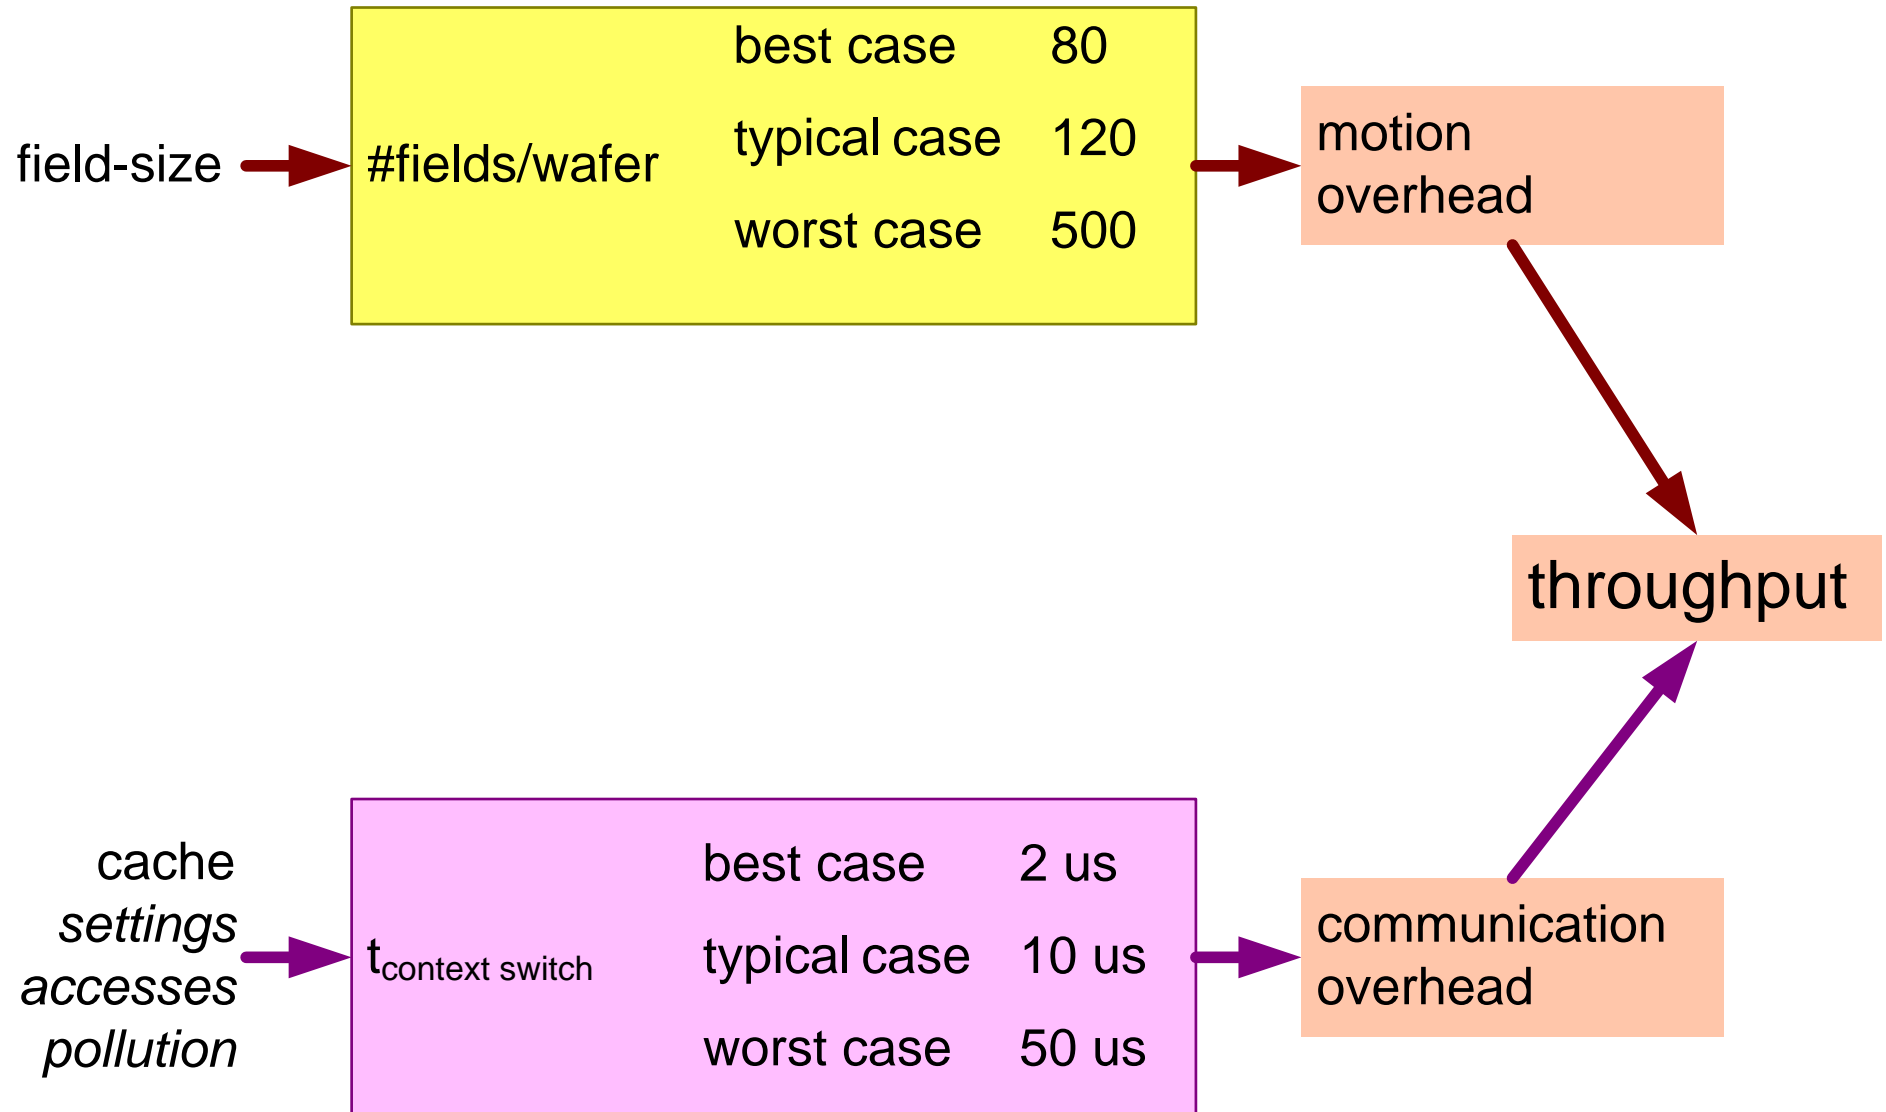 best case 80
typical case 120
worst case 500
field-size
#fields/wafer
motion
overhead
throughput
cache
settings
accesses
pollution
tcontext switch
best case 2 us
typical case 10 us
worst case 50 us
communication
overhead